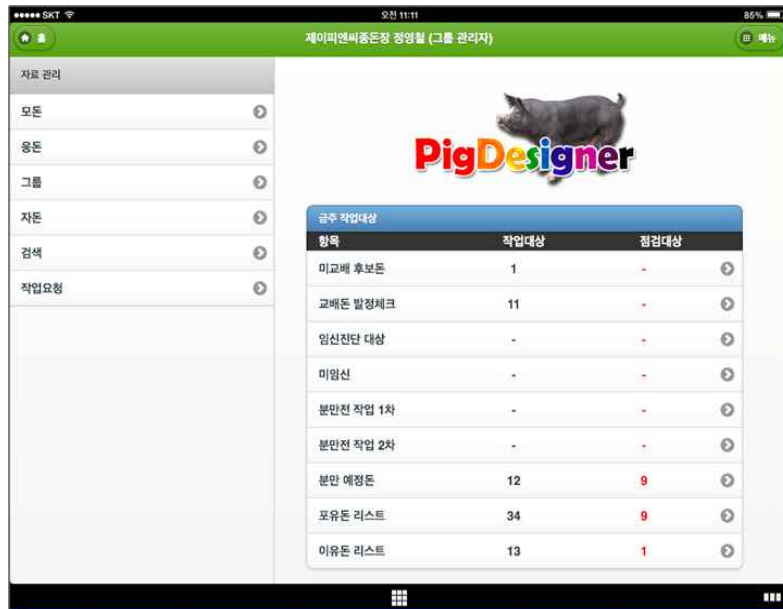 SKT 오전 11:11 85%
홈 제이피엔씨종돈장 정영철 (그룹 관리자) 메뉴
자료 관리
모돈
웅돈
그룹
자돈
검색
작업요청
PigDesigner
금주 작업대상
항목 작업대상 점검대상
미교배 후보돈 1 -
교배돈 발정체크 11 -
임신진단 대상 - -
미임신 - -
분만전 작업 1차 - -
분만전 작업 2차 - -
분만 예정돈 12 9
포유돈 리스트 34 9
이유돈 리스트 13 1